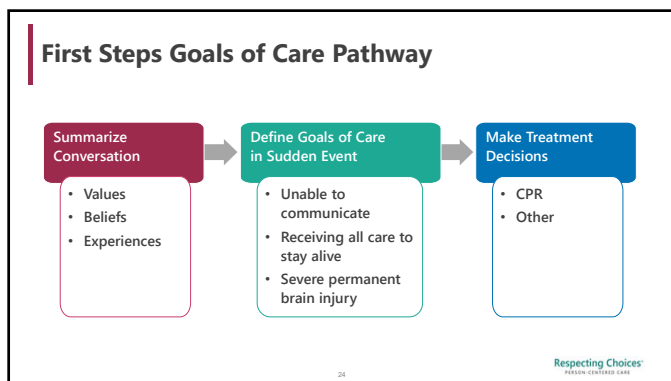 First Steps Goals of Care Pathway
Summarize
Conversation
• Values
• Beliefs
• Experiences
Define Goals of Care
in Sudden Event
• Unable to
communicate
• Receiving all care to
stay alive
• Severe permanent
brain injury
Make Treatment
Decisions
• CPR
• Other
24
Respecting Choices®
PERSON-CENTERED CARE